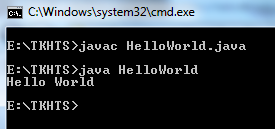 C:\Windows\system32\cmd.exe
E:\TKHTS>javac HelloWorld.java
E:\TKHTS>java HelloWorld
Hello World
E:\TKHTS>